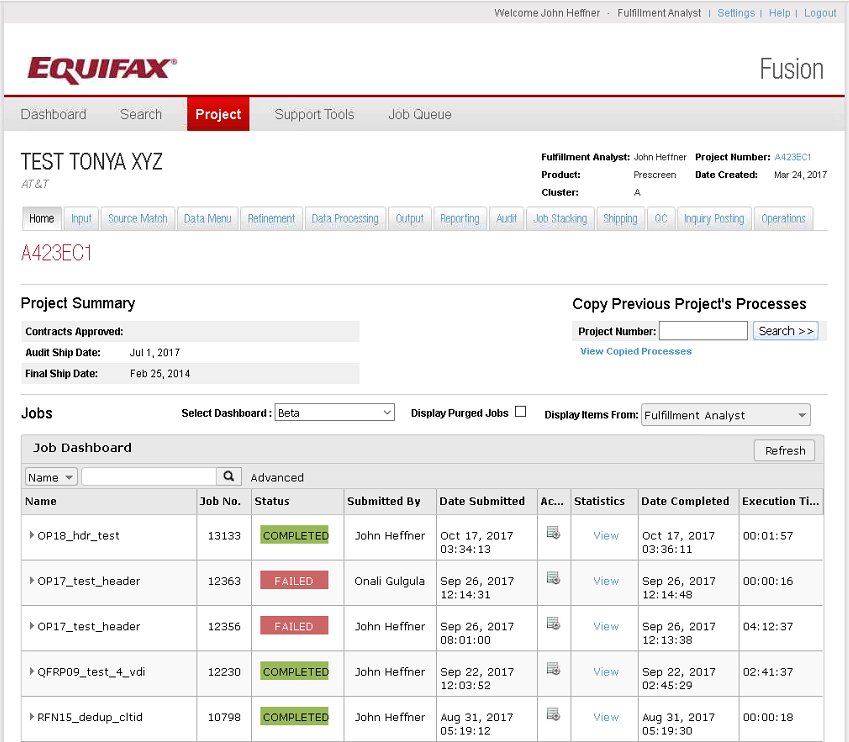 Welcome John Heffner - Fulfillment Analyst | Settings | Help | Logout
EQUIFAX Fusion
Dashboard Search Project Support Tools Job Queue
TEST TONYA XYZ
AT&T
Fulfillment Analyst: John Heffner Project Number: A423EC1
Product: Prescreen Date Created: Mar 24, 2017
Cluster: A
Home Input Source Match Data Menu Refinement Data Processing Output Reporting Audit Job Stacking Shipping QC Inquiry Posting Operations
A423EC1
Project Summary
Contracts Approved:
Audit Ship Date: Jul 1, 2017
Final Ship Date: Feb 25, 2014
Copy Previous Project's Processes
Project Number: Search >>
View Copied Processes
Jobs Select Dashboard : Beta Display Purged Jobs Display Items From: Fulfillment Analyst
Job Dashboard Refresh
Name Advanced
Name Job No. Status Submitted By Date Submitted Ac... Statistics Date Completed Execution Ti...
OP18_hdr_test 13133 COMPLETED John Heffner Oct 17, 2017 View Oct 17, 2017 00:01:57
03:34:13 03:36:11
OP17_test_header 12363 FAILED Onali Gulgula Sep 26, 2017 View Sep 26, 2017 00:00:16
12:14:31 12:14:48
OP17_test_header 12356 FAILED John Heffner Sep 26, 2017 View Sep 26, 2017 04:12:37
08:01:00 12:13:38
QFRP09_test_4_vdi 12230 COMPLETED John Heffner Sep 22, 2017 View Sep 22, 2017 02:41:37
12:03:52 02:45:29
RFN15_dedup_cltid 10798 COMPLETED John Heffner Aug 31, 2017 View Aug 31, 2017 00:00:18
05:19:12 05:19:30